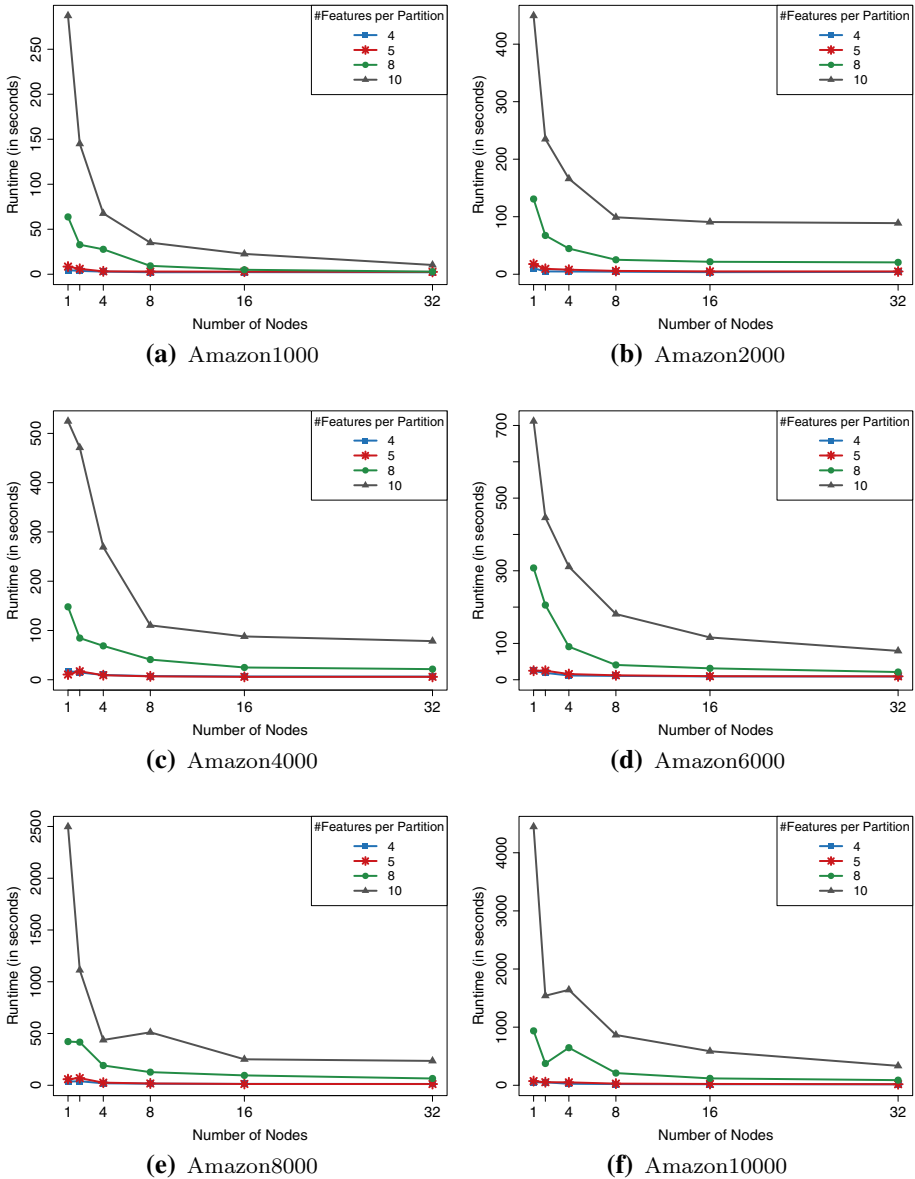 #Features per Partition
4
5
8
10
Runtime (in seconds)
0 50 100 150 200 250
1 4 8 16 32
Number of Nodes
(a) Amazon1000
#Features per Partition
4
5
8
10
Runtime (in seconds)
0 100 200 300 400
1 4 8 16 32
Number of Nodes
(b) Amazon2000
#Features per Partition
4
5
8
10
Runtime (in seconds)
0 100 200 300 400 500
1 4 8 16 32
Number of Nodes
(c) Amazon4000
#Features per Partition
4
5
8
10
Runtime (in seconds)
0 100 300 500 700
1 4 8 16 32
Number of Nodes
(d) Amazon6000
#Features per Partition
4
5
8
10
Runtime (in seconds)
0 500 1000 1500 2000 2500
1 4 8 16 32
Number of Nodes
(e) Amazon8000
#Features per Partition
4
5
8
10
Runtime (in seconds)
0 1000 2000 3000 4000
1 4 8 16 32
Number of Nodes
(f) Amazon10000